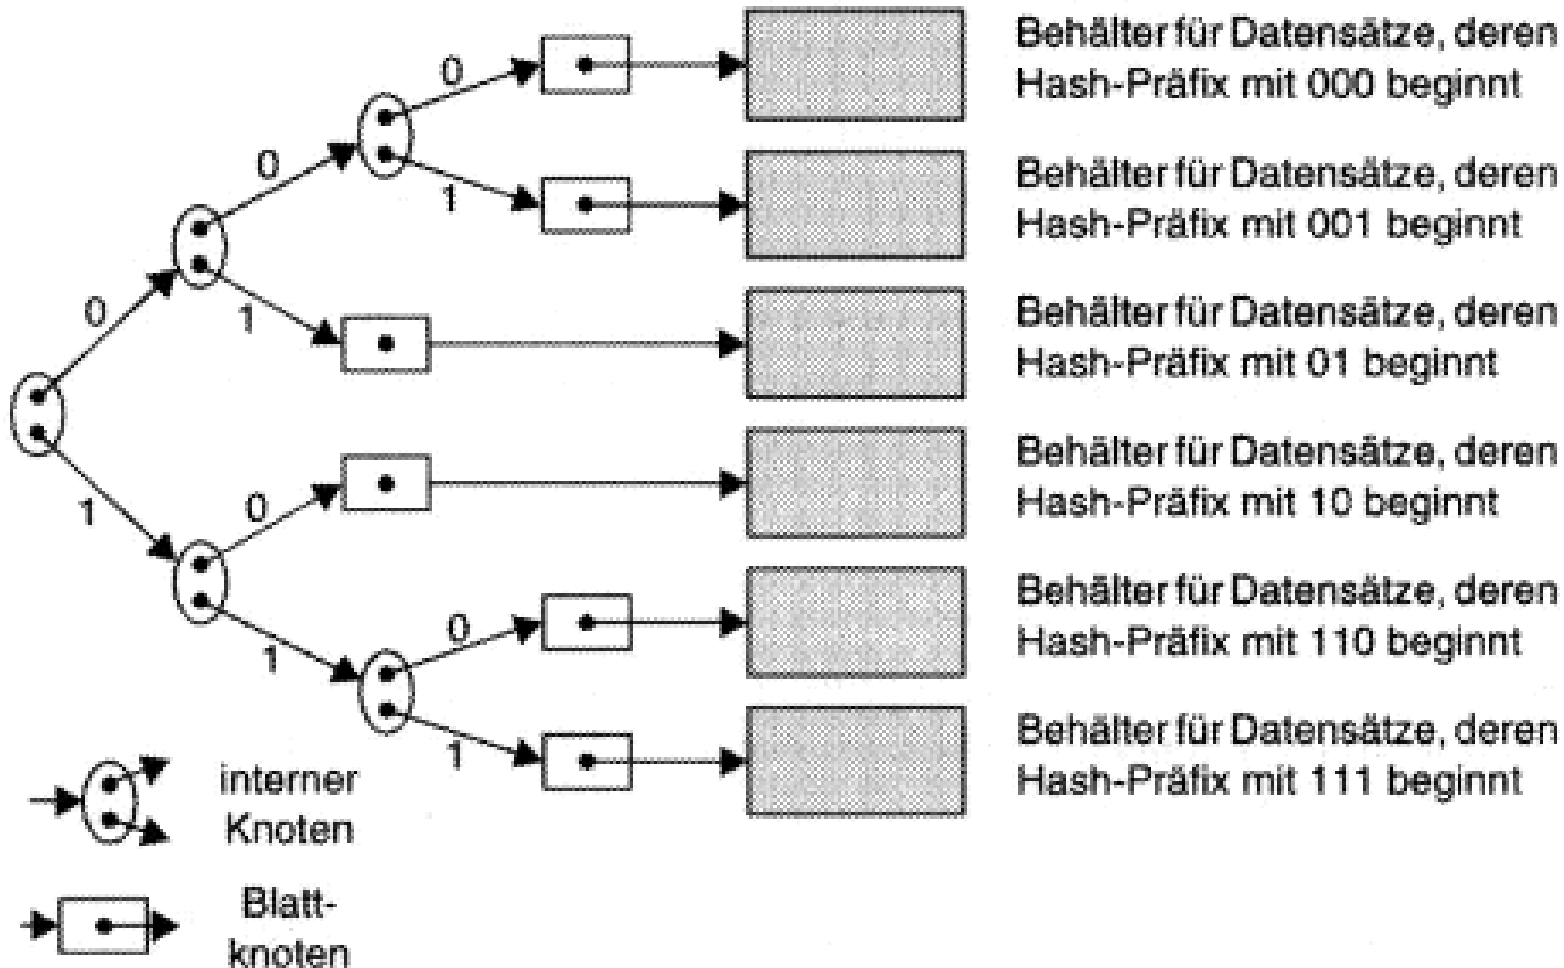 0
Behälter für Datensätze, deren
Hash-Präfix mit 000 beginnt
0
1
Behälter für Datensätze, deren
Hash-Präfix mit 001 beginnt
0
1
Behälter für Datensätze, deren
Hash-Präfix mit 01 beginnt
1
0
Behälter für Datensätze, deren
Hash-Präfix mit 10 beginnt
1
0
Behälter für Datensätze, deren
Hash-Präfix mit 110 beginnt
1
Behälter für Datensätze, deren
Hash-Präfix mit 111 beginnt
interner
Knoten
Blatt-
knoten